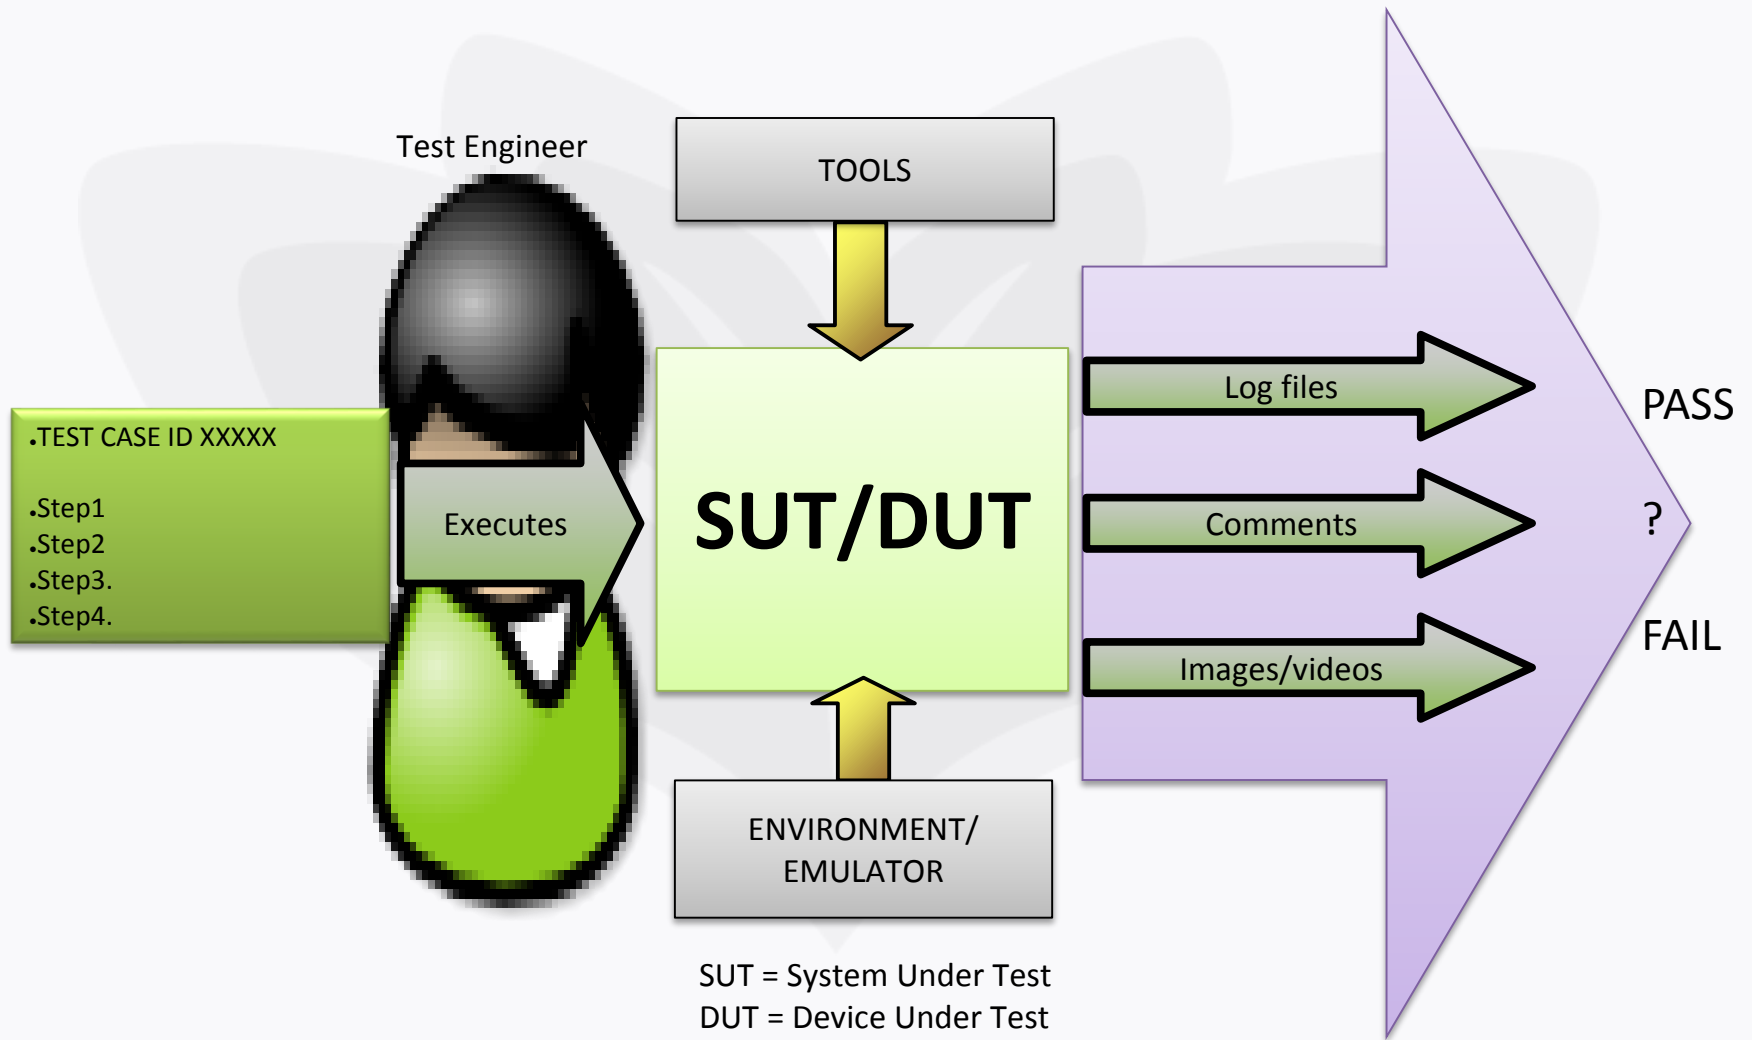 Test Engineer
TOOLS
.TEST CASE ID XXXXX
.Step1
.Step2
.Step3.
.Step4.
Executes
SUT/DUT
Log files
Comments
Images/videos
PASS
?
FAIL
ENVIRONMENT/
EMULATOR
SUT = System Under Test
DUT = Device Under Test